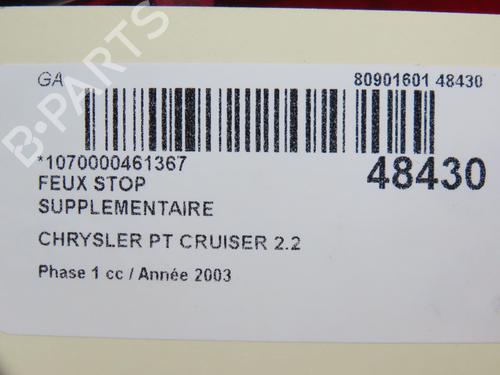 GA 80901601 48430
*1070000461367 48430
FEUX STOP
SUPPLEMENTAIRE
CHRYSLER PT CRUISER 2.2
Phase 1 cc / Année 2003
B-PARTS